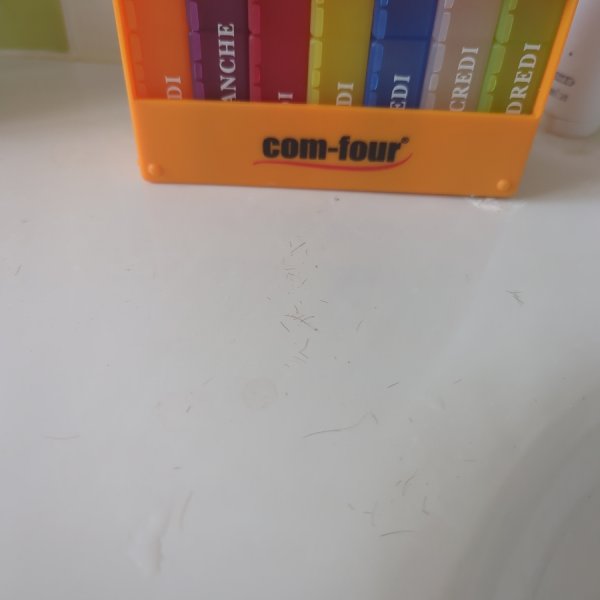 DI
ANCHE
DI
DI
EDI
CREDI
DREDI
com-four®